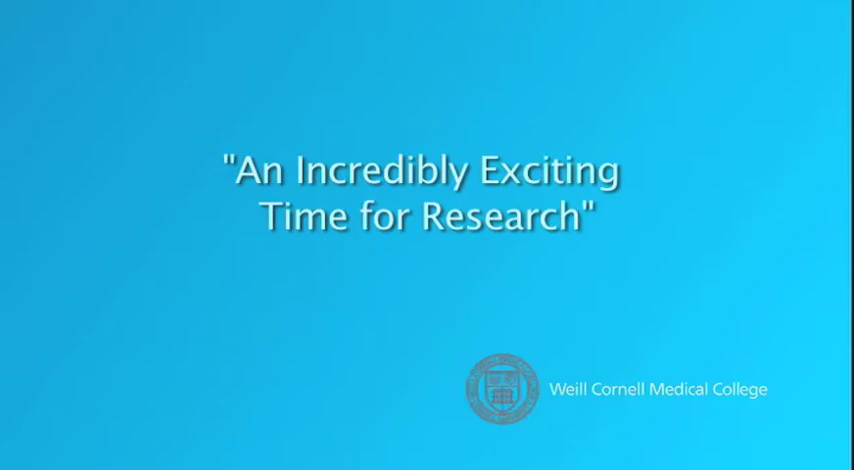 "An Incredibly Exciting
Time for Research"
Weill Cornell Medical College